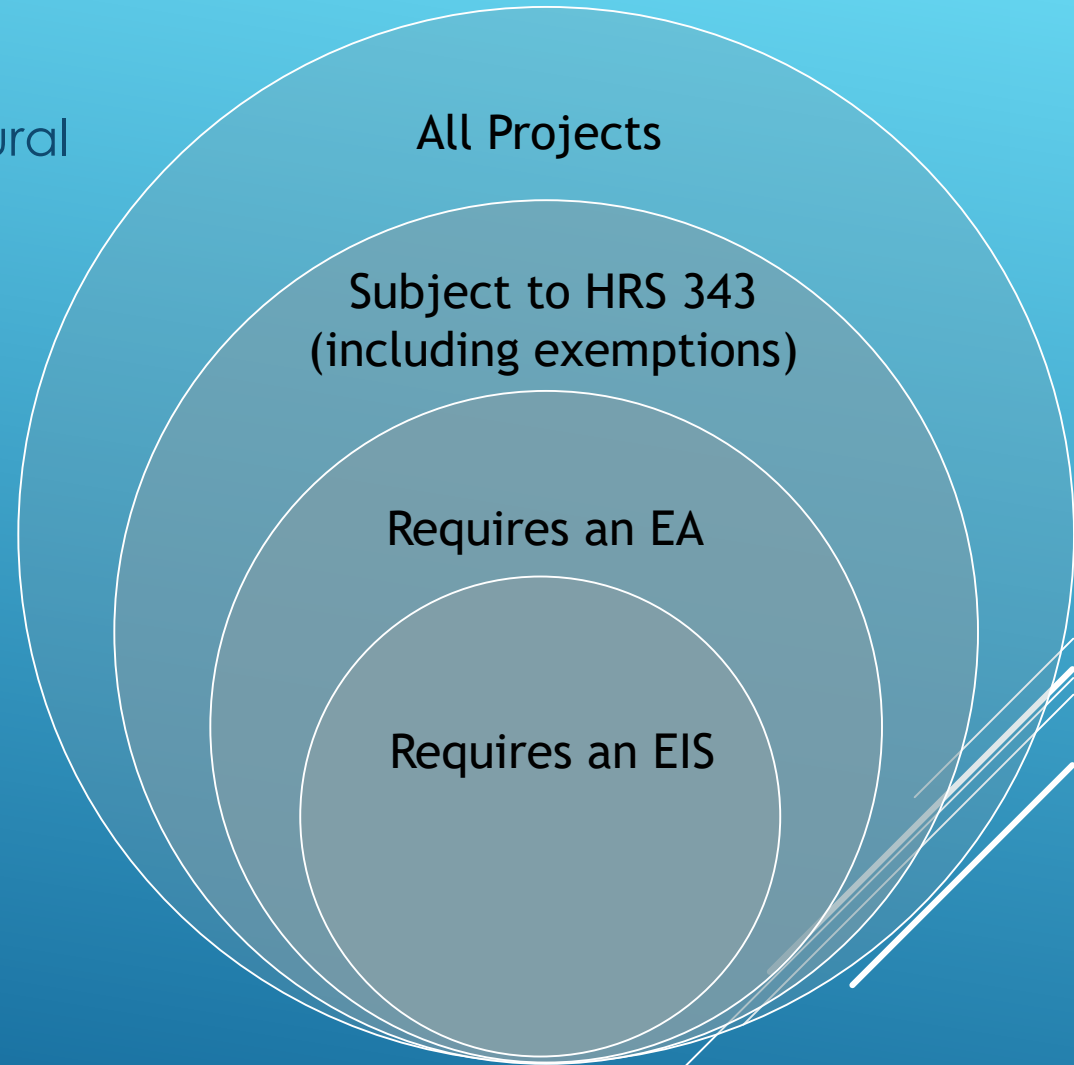 All Projects
Subject to HRS 343
(including exemptions)
Requires an EA
Requires an EIS